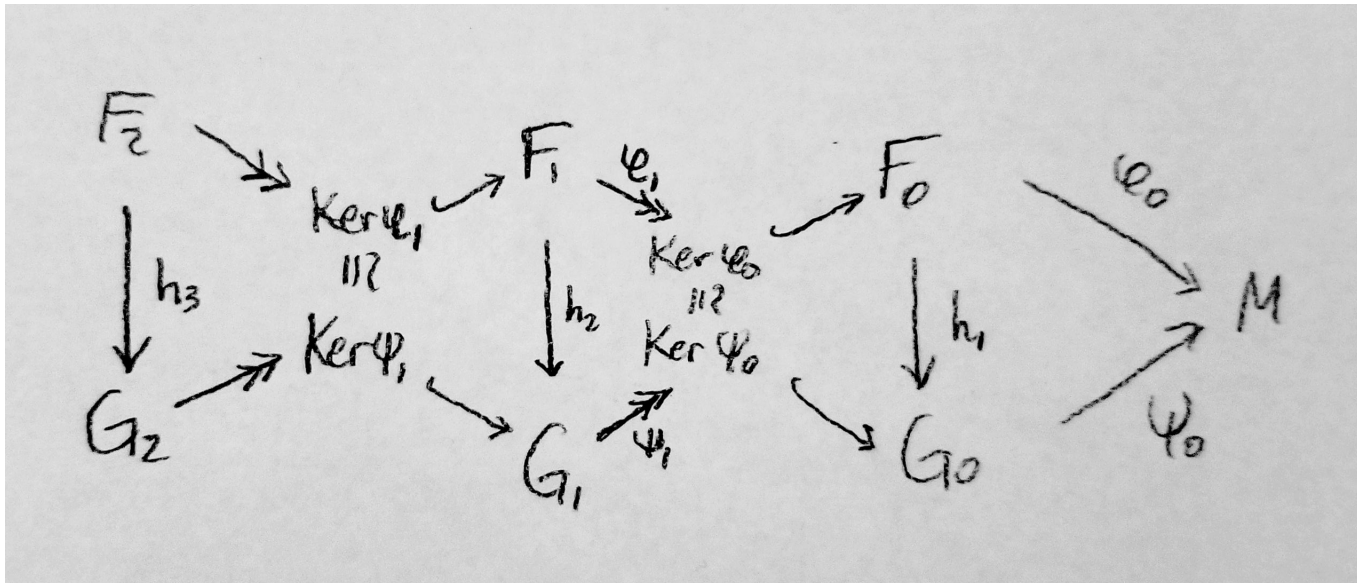 F₂ F₁ φ₁ F₀ φ₀
Ker φ₁ Ker φ₀
h₃ ≅ h₂ ≅ h₁ M
Ker ψ₁ Ker ψ₀
G₂ G₁ ψ₁ G₀ ψ₀